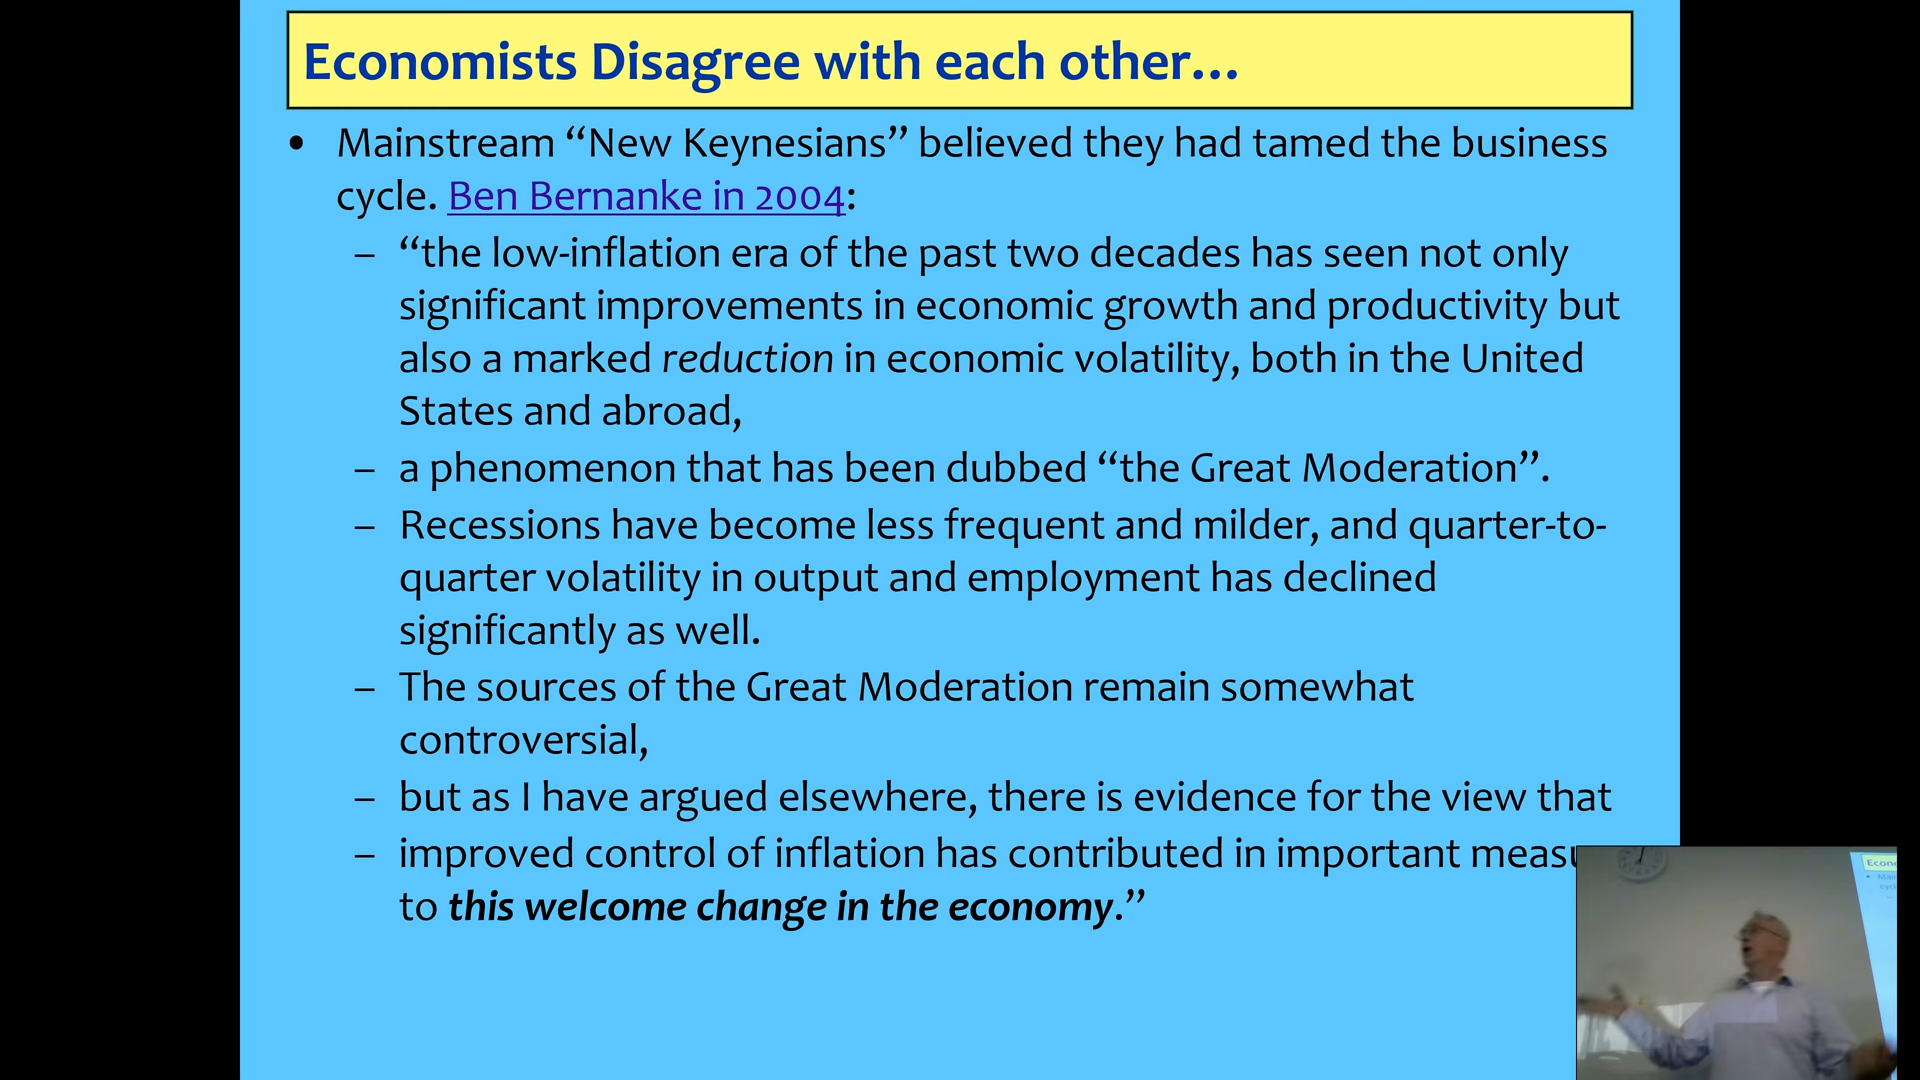 Economists Disagree with each other...
• Mainstream “New Keynesians” believed they had tamed the business
cycle. Ben Bernanke in 2004:
– “the low-inflation era of the past two decades has seen not only
significant improvements in economic growth and productivity but
also a marked reduction in economic volatility, both in the United
States and abroad,
– a phenomenon that has been dubbed “the Great Moderation”.
– Recessions have become less frequent and milder, and quarter-to-
quarter volatility in output and employment has declined
significantly as well.
– The sources of the Great Moderation remain somewhat
controversial,
– but as I have argued elsewhere, there is evidence for the view that
– improved control of inflation has contributed in important measu
to this welcome change in the economy.”
Econ